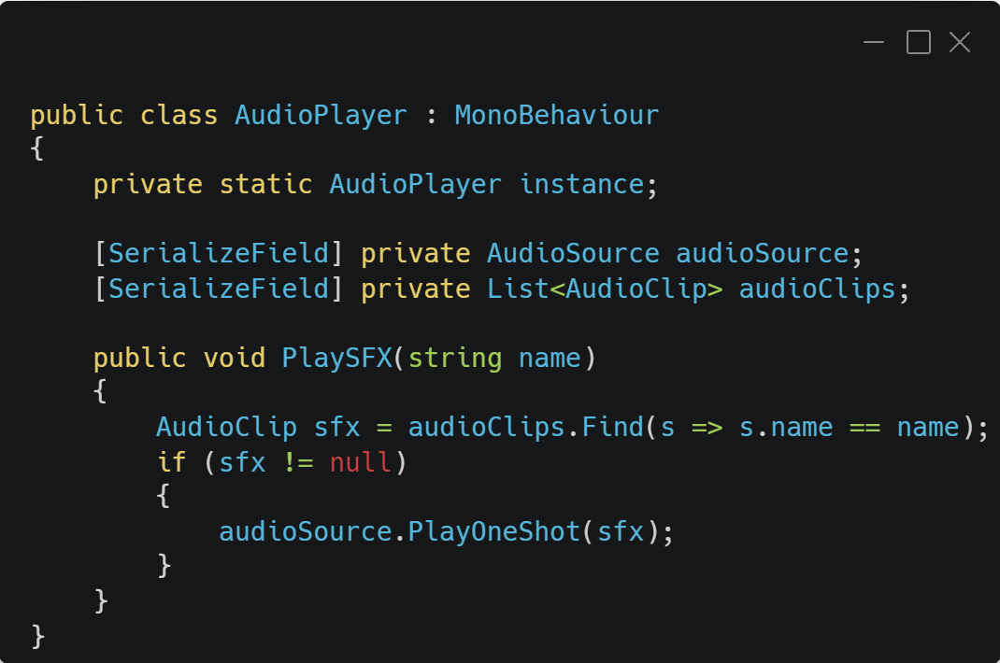 public class AudioPlayer : MonoBehaviour
{
    private static AudioPlayer instance;

    [SerializeField] private AudioSource audioSource;
    [SerializeField] private List<AudioClip> audioClips;

    public void PlaySFX(string name)
    {
        AudioClip sfx = audioClips.Find(s => s.name == name);
        if (sfx != null)
        {
            audioSource.PlayOneShot(sfx);
        }
    }
}